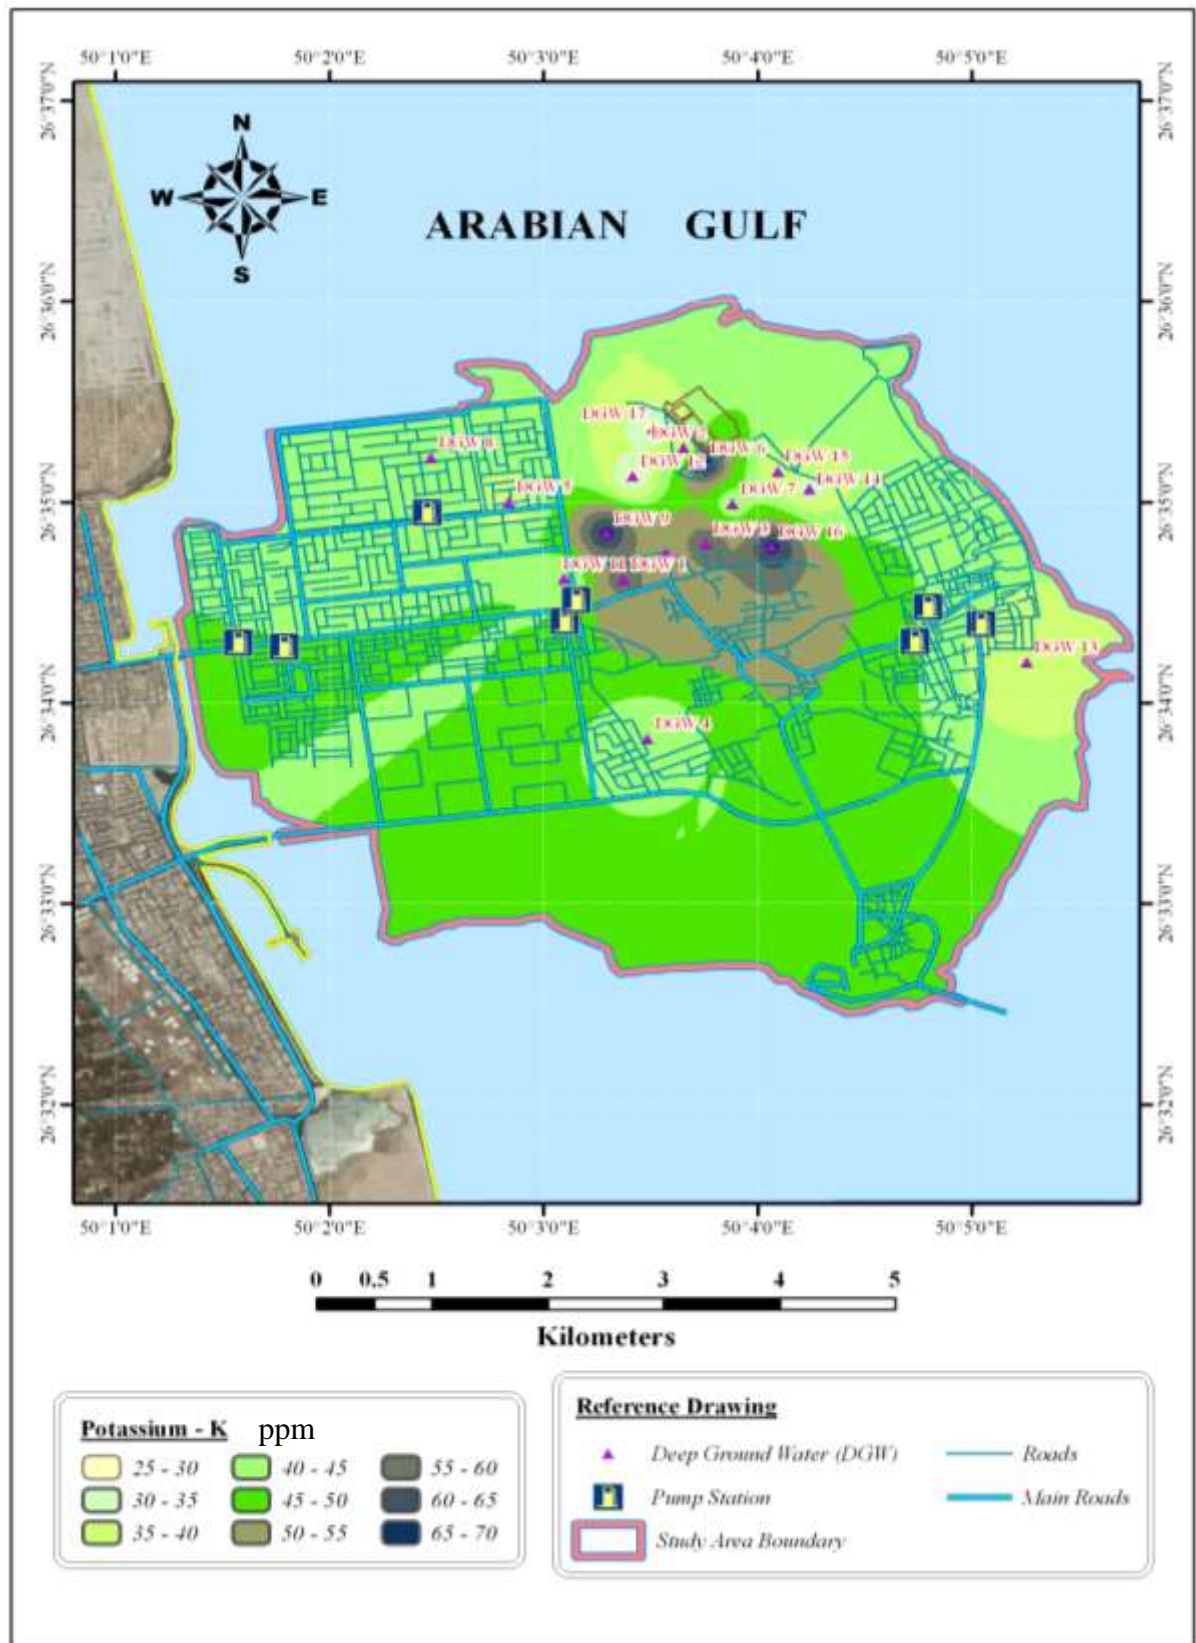 50°1'0"E 50°2'0"E 50°3'0"E 50°4'0"E 50°5'0"E
26°37'0"N 26°37'0"N
N
W E
S
ARABIAN GULF
26°36'0"N 26°36'0"N
DGW 17
DGW 2
DGW 6
DGW 8
DGW 12
DGW 15
DGW 14
DGW 5
DGW 7
26°35'0"N 26°35'0"N
DGW 9
DGW 3
DGW 16
DGW 11
DGW 1
DGW 13
26°34'0"N 26°34'0"N
DGW 4
26°33'0"N 26°33'0"N
26°32'0"N 26°32'0"N
50°1'0"E 50°2'0"E 50°3'0"E 50°4'0"E 50°5'0"E
0 0.5 1 2 3 4 5
Kilometers
Potassium - K ppm
25 - 30 40 - 45 55 - 60
30 - 35 45 - 50 60 - 65
35 - 40 50 - 55 65 - 70
Reference Drawing
Deep Ground Water (DGW) Roads
Pump Station Main Roads
Study Area Boundary